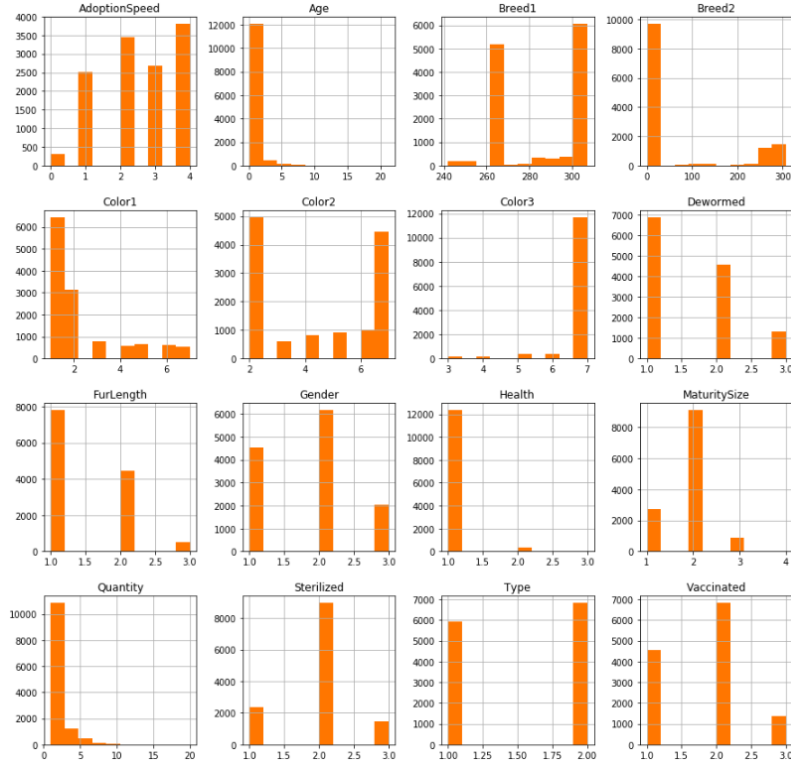 AdoptionSpeed Age Breed1 Breed2
4000 3500 3000 2500 2000 1500 1000 500 0
0 1 2 3 4
12000 10000 8000 6000 4000 2000 0
0 5 10 15 20
6000 5000 4000 3000 2000 1000 0
240 260 280 300
10000 8000 6000 4000 2000 0
0 100 200 300
Color1 Color2 Color3 Dewormed
6000 5000 4000 3000 2000 1000 0
2 4 6
5000 4000 3000 2000 1000 0
2 4 6
12000 10000 8000 6000 4000 2000 0
3 4 5 6 7
7000 6000 5000 4000 3000 2000 1000 0
1.0 1.5 2.0 2.5 3.0
FurLength Gender Health MaturitySize
8000 6000 4000 2000 0
1.0 1.5 2.0 2.5 3.0
6000 5000 4000 3000 2000 1000 0
1.0 1.5 2.0 2.5 3.0
12000 10000 8000 6000 4000 2000 0
1.0 1.5 2.0 2.5 3.0
8000 6000 4000 2000 0
1 2 3 4
Quantity Sterilized Type Vaccinated
10000 8000 6000 4000 2000 0
0 5 10 15 20
8000 6000 4000 2000 0
1.0 1.5 2.0 2.5 3.0
7000 6000 5000 4000 3000 2000 1000 0
1.00 1.25 1.50 1.75 2.00
7000 6000 5000 4000 3000 2000 1000 0
1.0 1.5 2.0 2.5 3.0